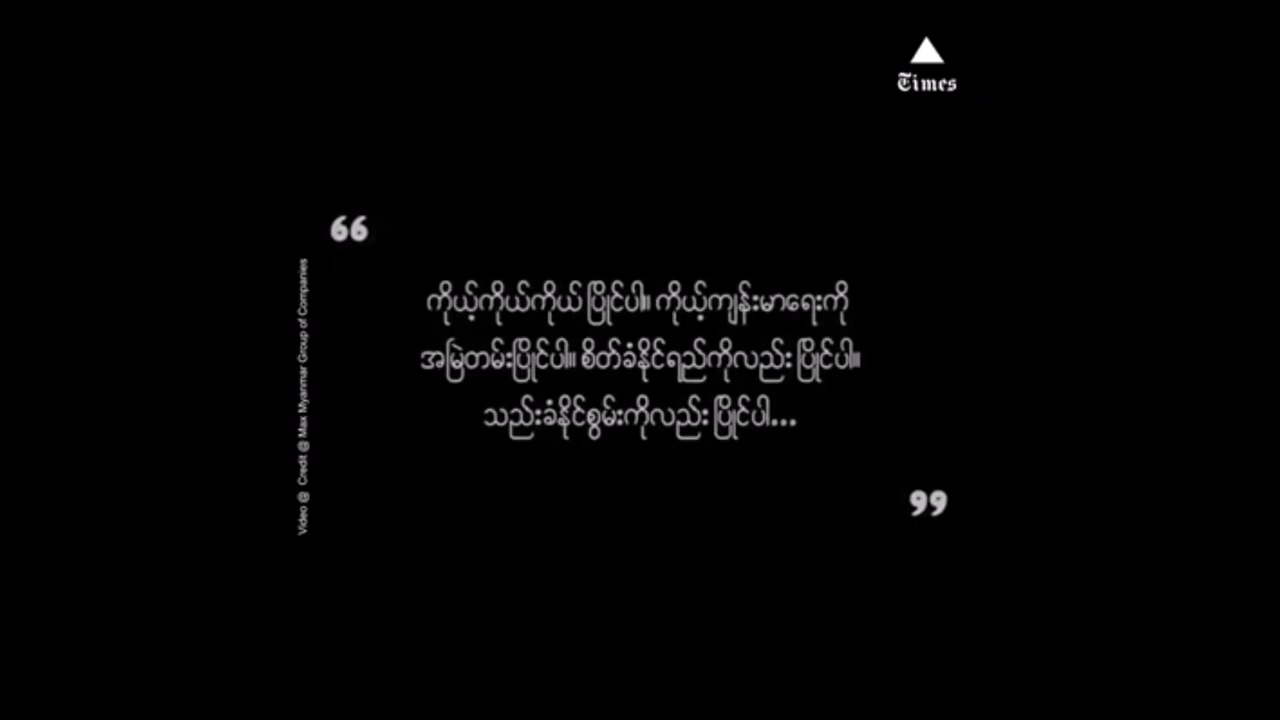 Times
“
ကိုယ့်ကိုယ်ကိုယ် ပြိုင်ပါ။ ကိုယ့်ကျန်းမာရေးကို
အမြဲတမ်းပြိုင်ပါ။ စိတ်ခံနိုင်ရည်ကိုလည်း ပြိုင်ပါ။
သည်းခံနိုင်စွမ်းကိုလည်း ပြိုင်ပါ...
”
Video @ Credit @ Max Myanmar Group of Companies